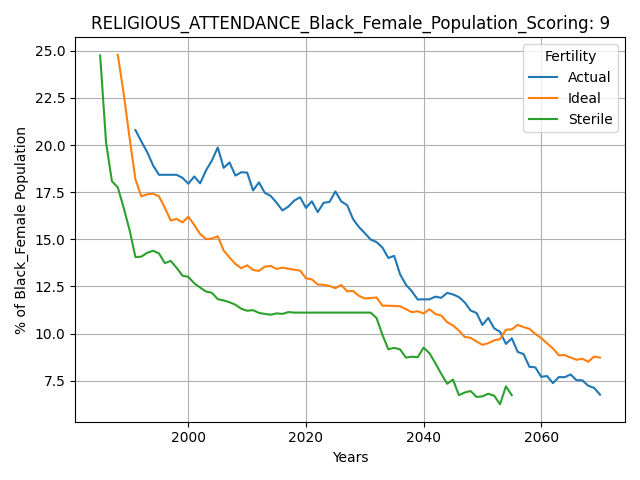 RELIGIOUS_ATTENDANCE_Black_Female_Population_Scoring: 9
Fertility
Actual
Ideal
Sterile
% of Black_Female Population
25.0
22.5
20.0
17.5
15.0
12.5
10.0
7.5
2000
2020
2040
2060
Years